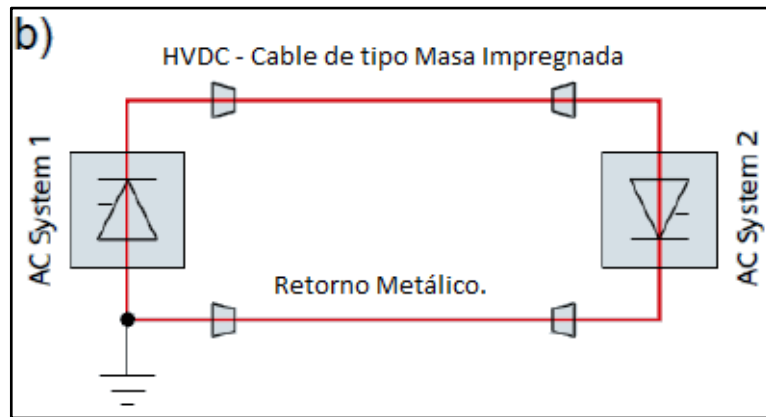 b)
HVDC - Cable de tipo Masa Impregnada
AC System 1
AC System 2
Retorno Metálico.